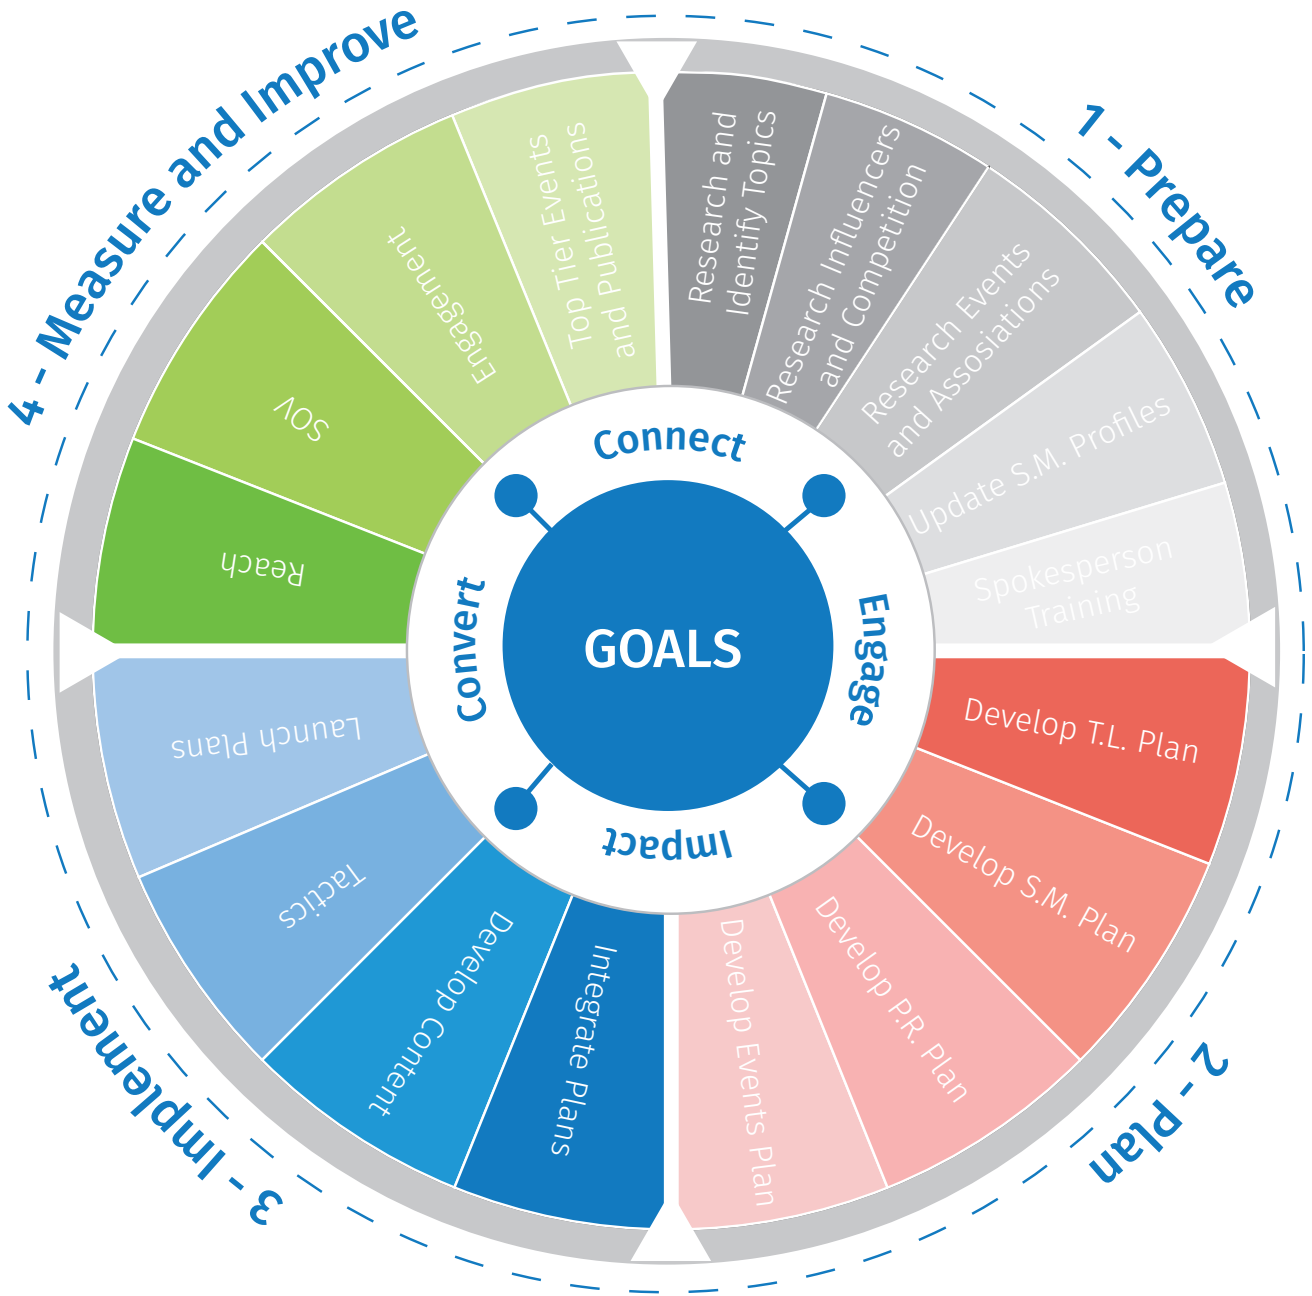 1 - Prepare
Research and
Identify Topics
Research Influencers
and Competition
Research Events
and Assosiations
Update S.M. Profiles
Spokesperson
Training
2 - Plan
Develop T.L. Plan
Develop S.M. Plan
Develop P.R. Plan
Develop Events Plan
3 - Implement
Integrate Plans
Develop Content
Tactics
Launch Plans
4 - Measure and Improve
Reach
SOV
Engagement
Top Tier Events
and Publications
Connect
Engage
Impact
Convert
GOALS